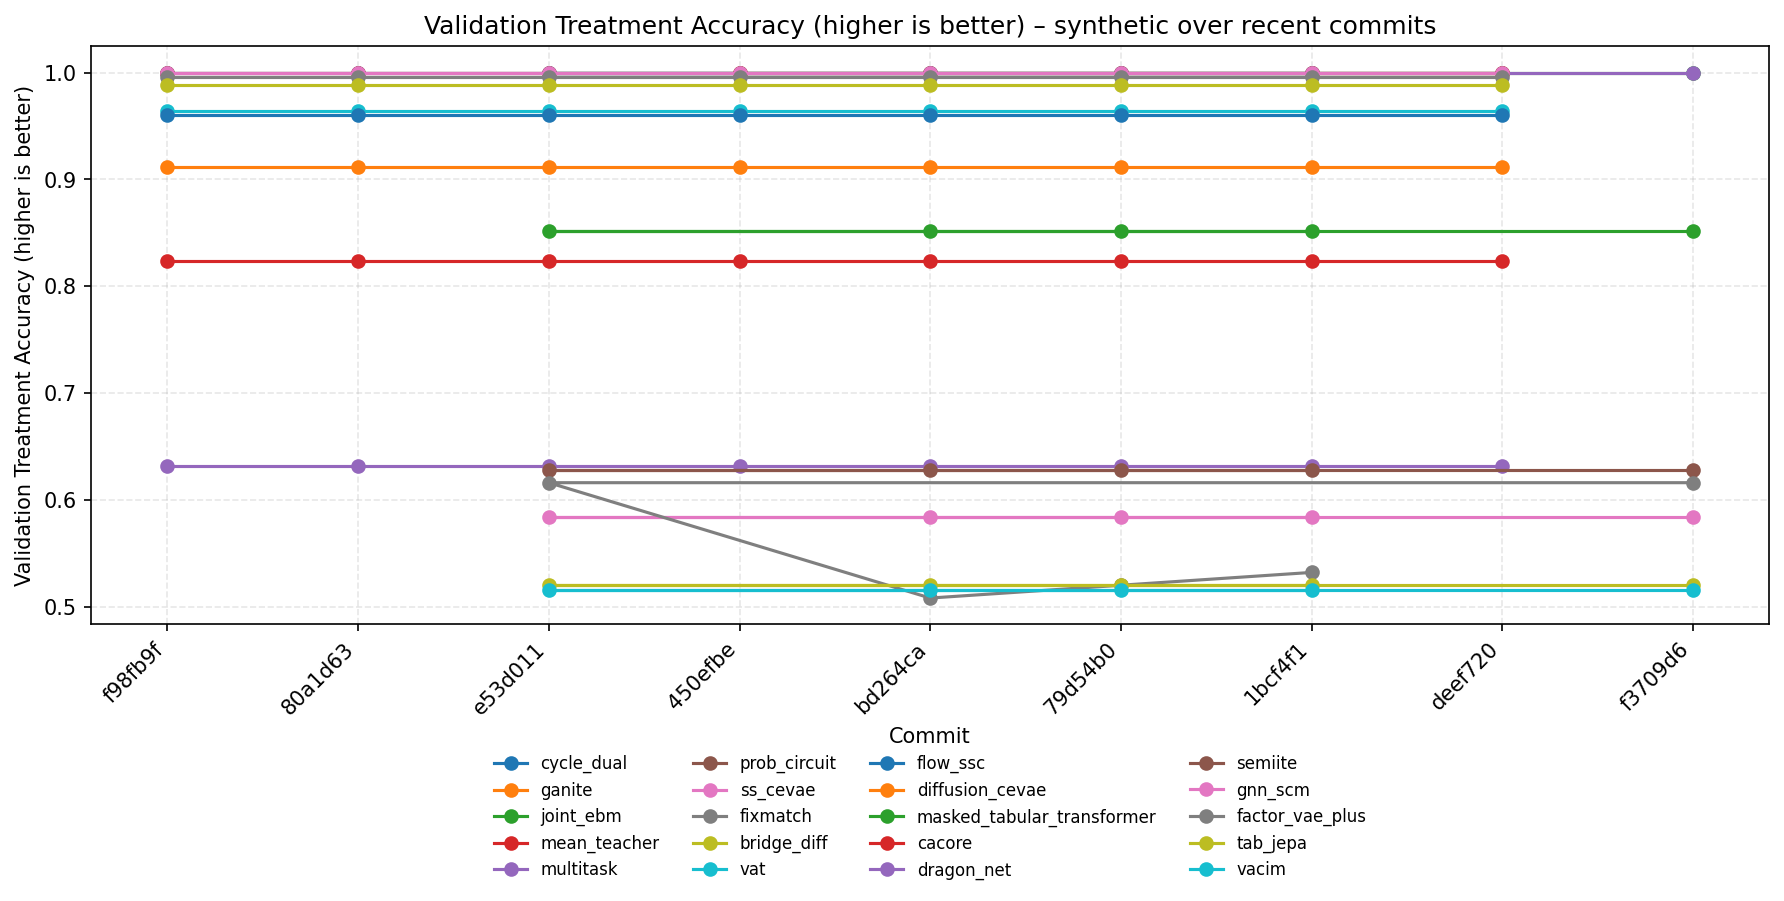 Validation Treatment Accuracy (higher is better) – synthetic over recent commits
Validation Treatment Accuracy (higher is better)
1.0
0.9
0.8
0.7
0.6
0.5
f98fb9f
80a1d63
e53d011
450efbe
bd264ca
79d54b0
1bcf4f1
deef720
f3709d6
Commit
cycle_dual
ganite
joint_ebm
mean_teacher
multitask
prob_circuit
ss_cevae
fixmatch
bridge_diff
vat
flow_ssc
diffusion_cevae
masked_tabular_transformer
cacore
dragon_net
semiite
gnn_scm
factor_vae_plus
tab_jepa
vacim